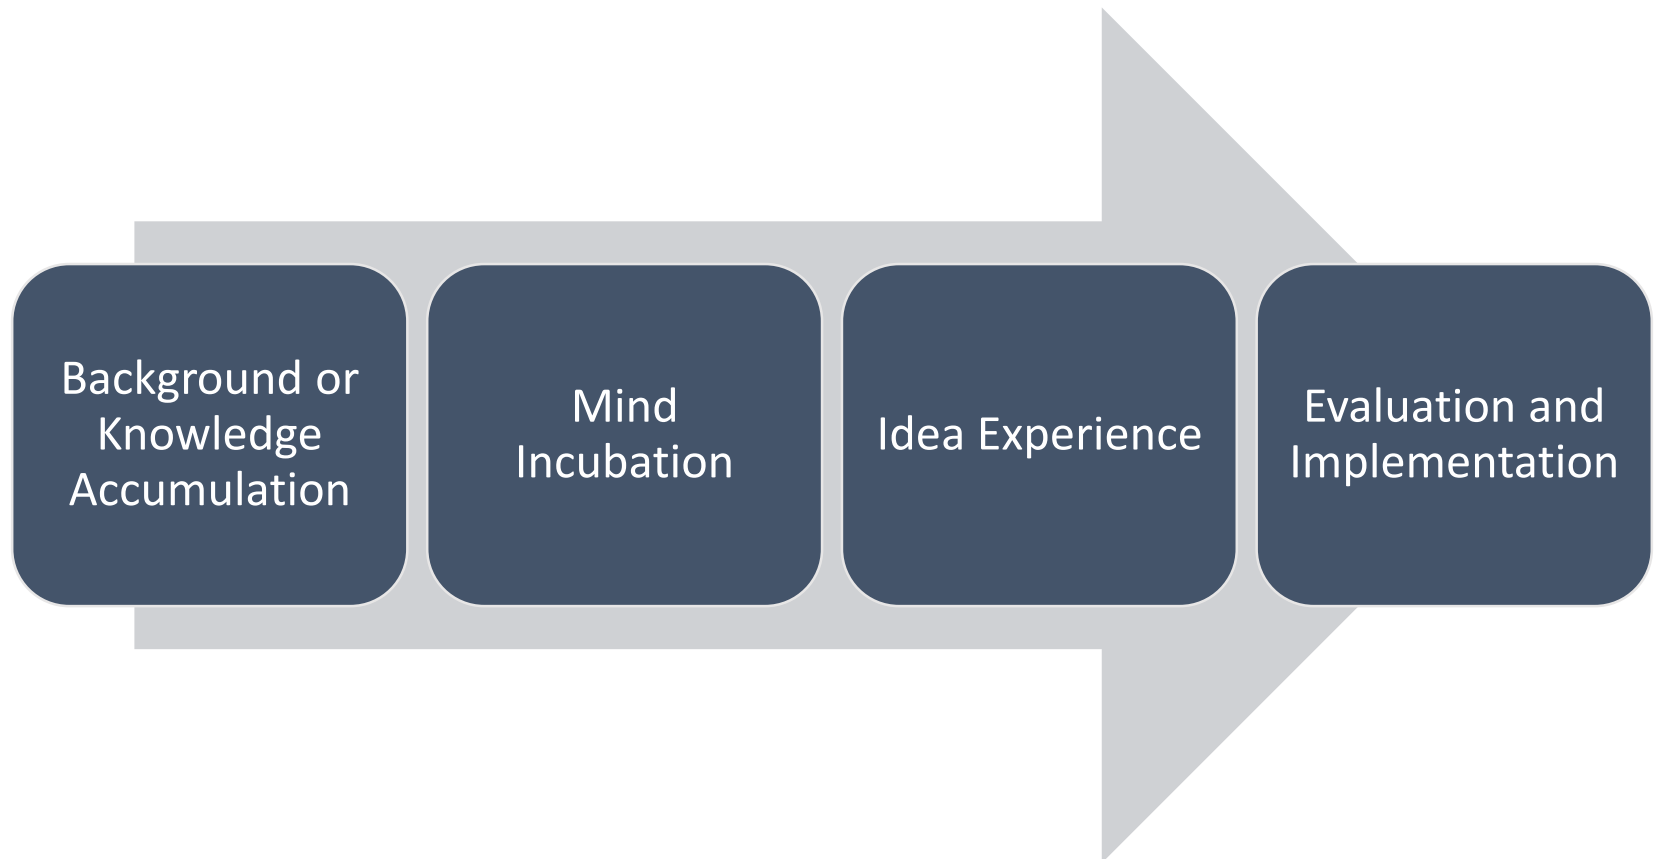 Background or
Knowledge
Accumulation
Mind
Incubation
Idea Experience
Evaluation and
Implementation